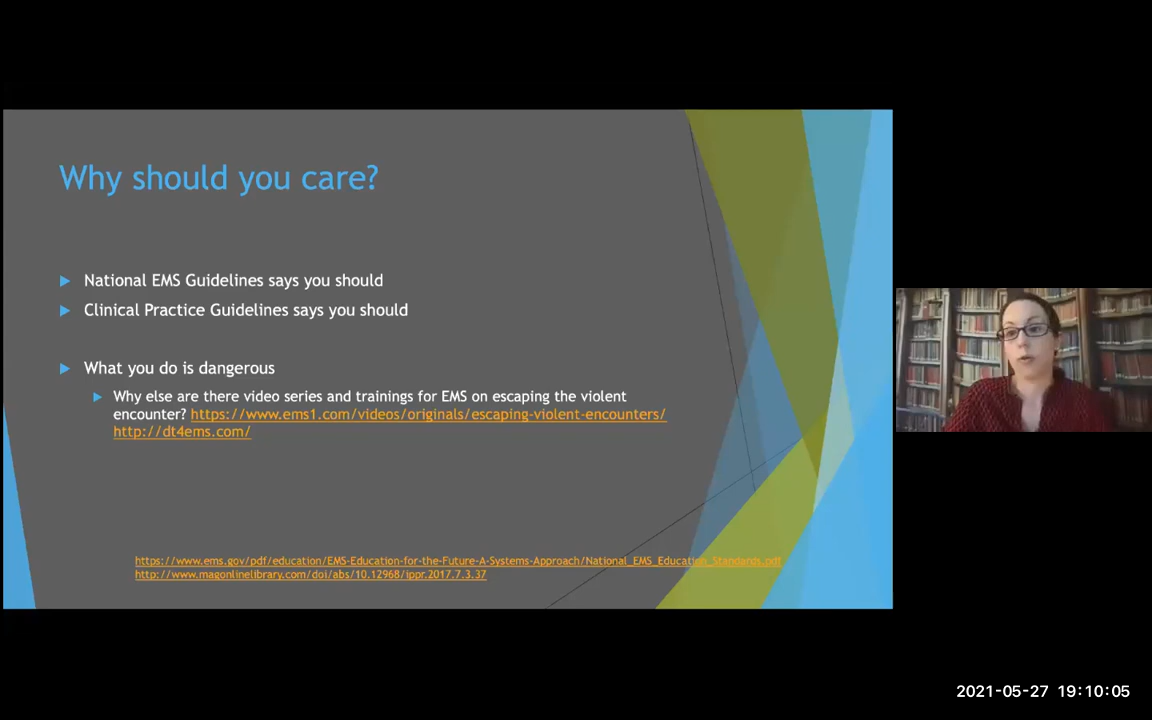 Why should you care?
National EMS Guidelines says you should
Clinical Practice Guidelines says you should
What you do is dangerous
Why else are there video series and trainings for EMS on escaping the violent
encounter? https://www.ems1.com/videos/originals/escaping-violent-encounters/
http://dt4ems.com/
https://www.ems.gov/pdf/education/EMS-Education-for-the-Future-A-Systems-Approach/National_EMS_Education_Standards.pdf
http://www.magonlinelibrary.com/doi/abs/10.12968/ippr.2017.7.3.37
2021-05-27 19:10:05